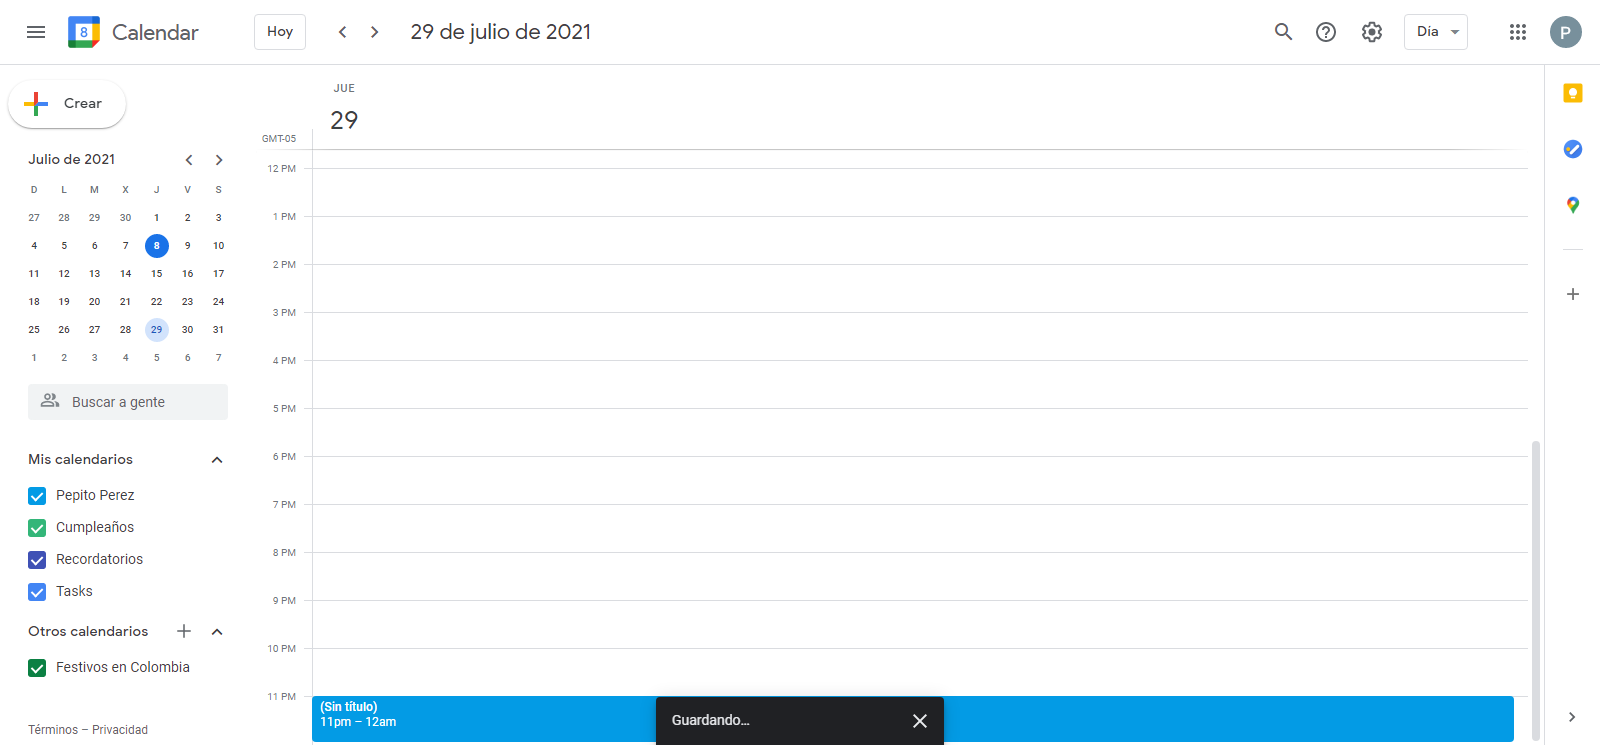 8 Calendar Hoy 29 de julio de 2021 Día P
Crear
Julio de 2021
D L M X J V S
27 28 29 30 1 2 3
4 5 6 7 8 9 10
11 12 13 14 15 16 17
18 19 20 21 22 23 24
25 26 27 28 29 30 31
1 2 3 4 5 6 7
Buscar a gente
Mis calendarios
Pepito Perez
Cumpleaños
Recordatorios
Tasks
Otros calendarios
Festivos en Colombia
Términos – Privacidad
JUE
29
GMT-05
12 PM
1 PM
2 PM
3 PM
4 PM
5 PM
6 PM
7 PM
8 PM
9 PM
10 PM
11 PM
(Sin título)
11pm – 12am
Guardando...